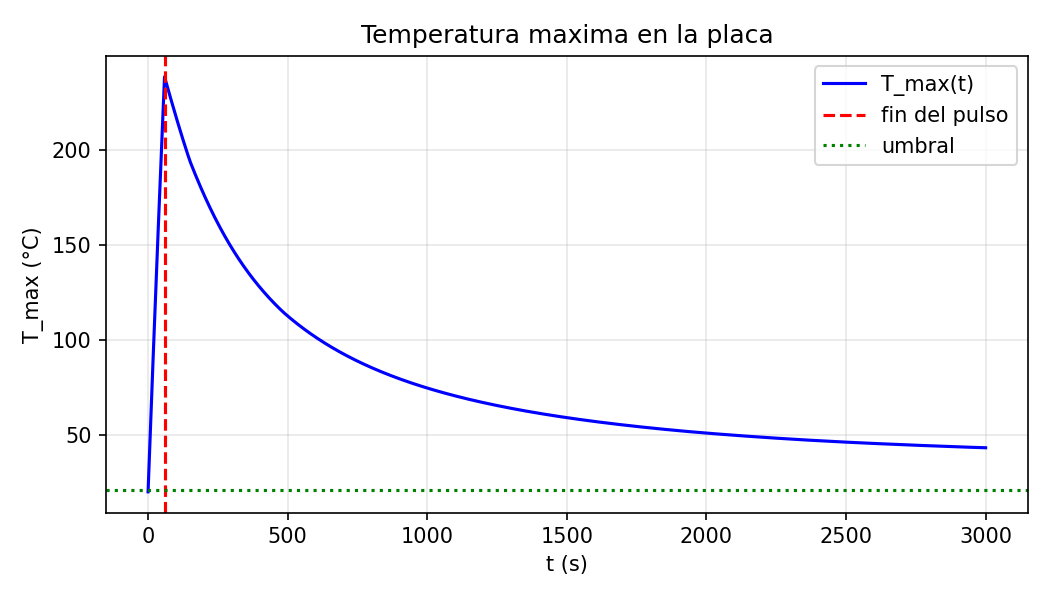 Temperatura maxima en la placa
T_max (°C)
200
150
100
50
T_max(t)
fin del pulso
umbral
0 500 1000 1500 2000 2500 3000
t (s)